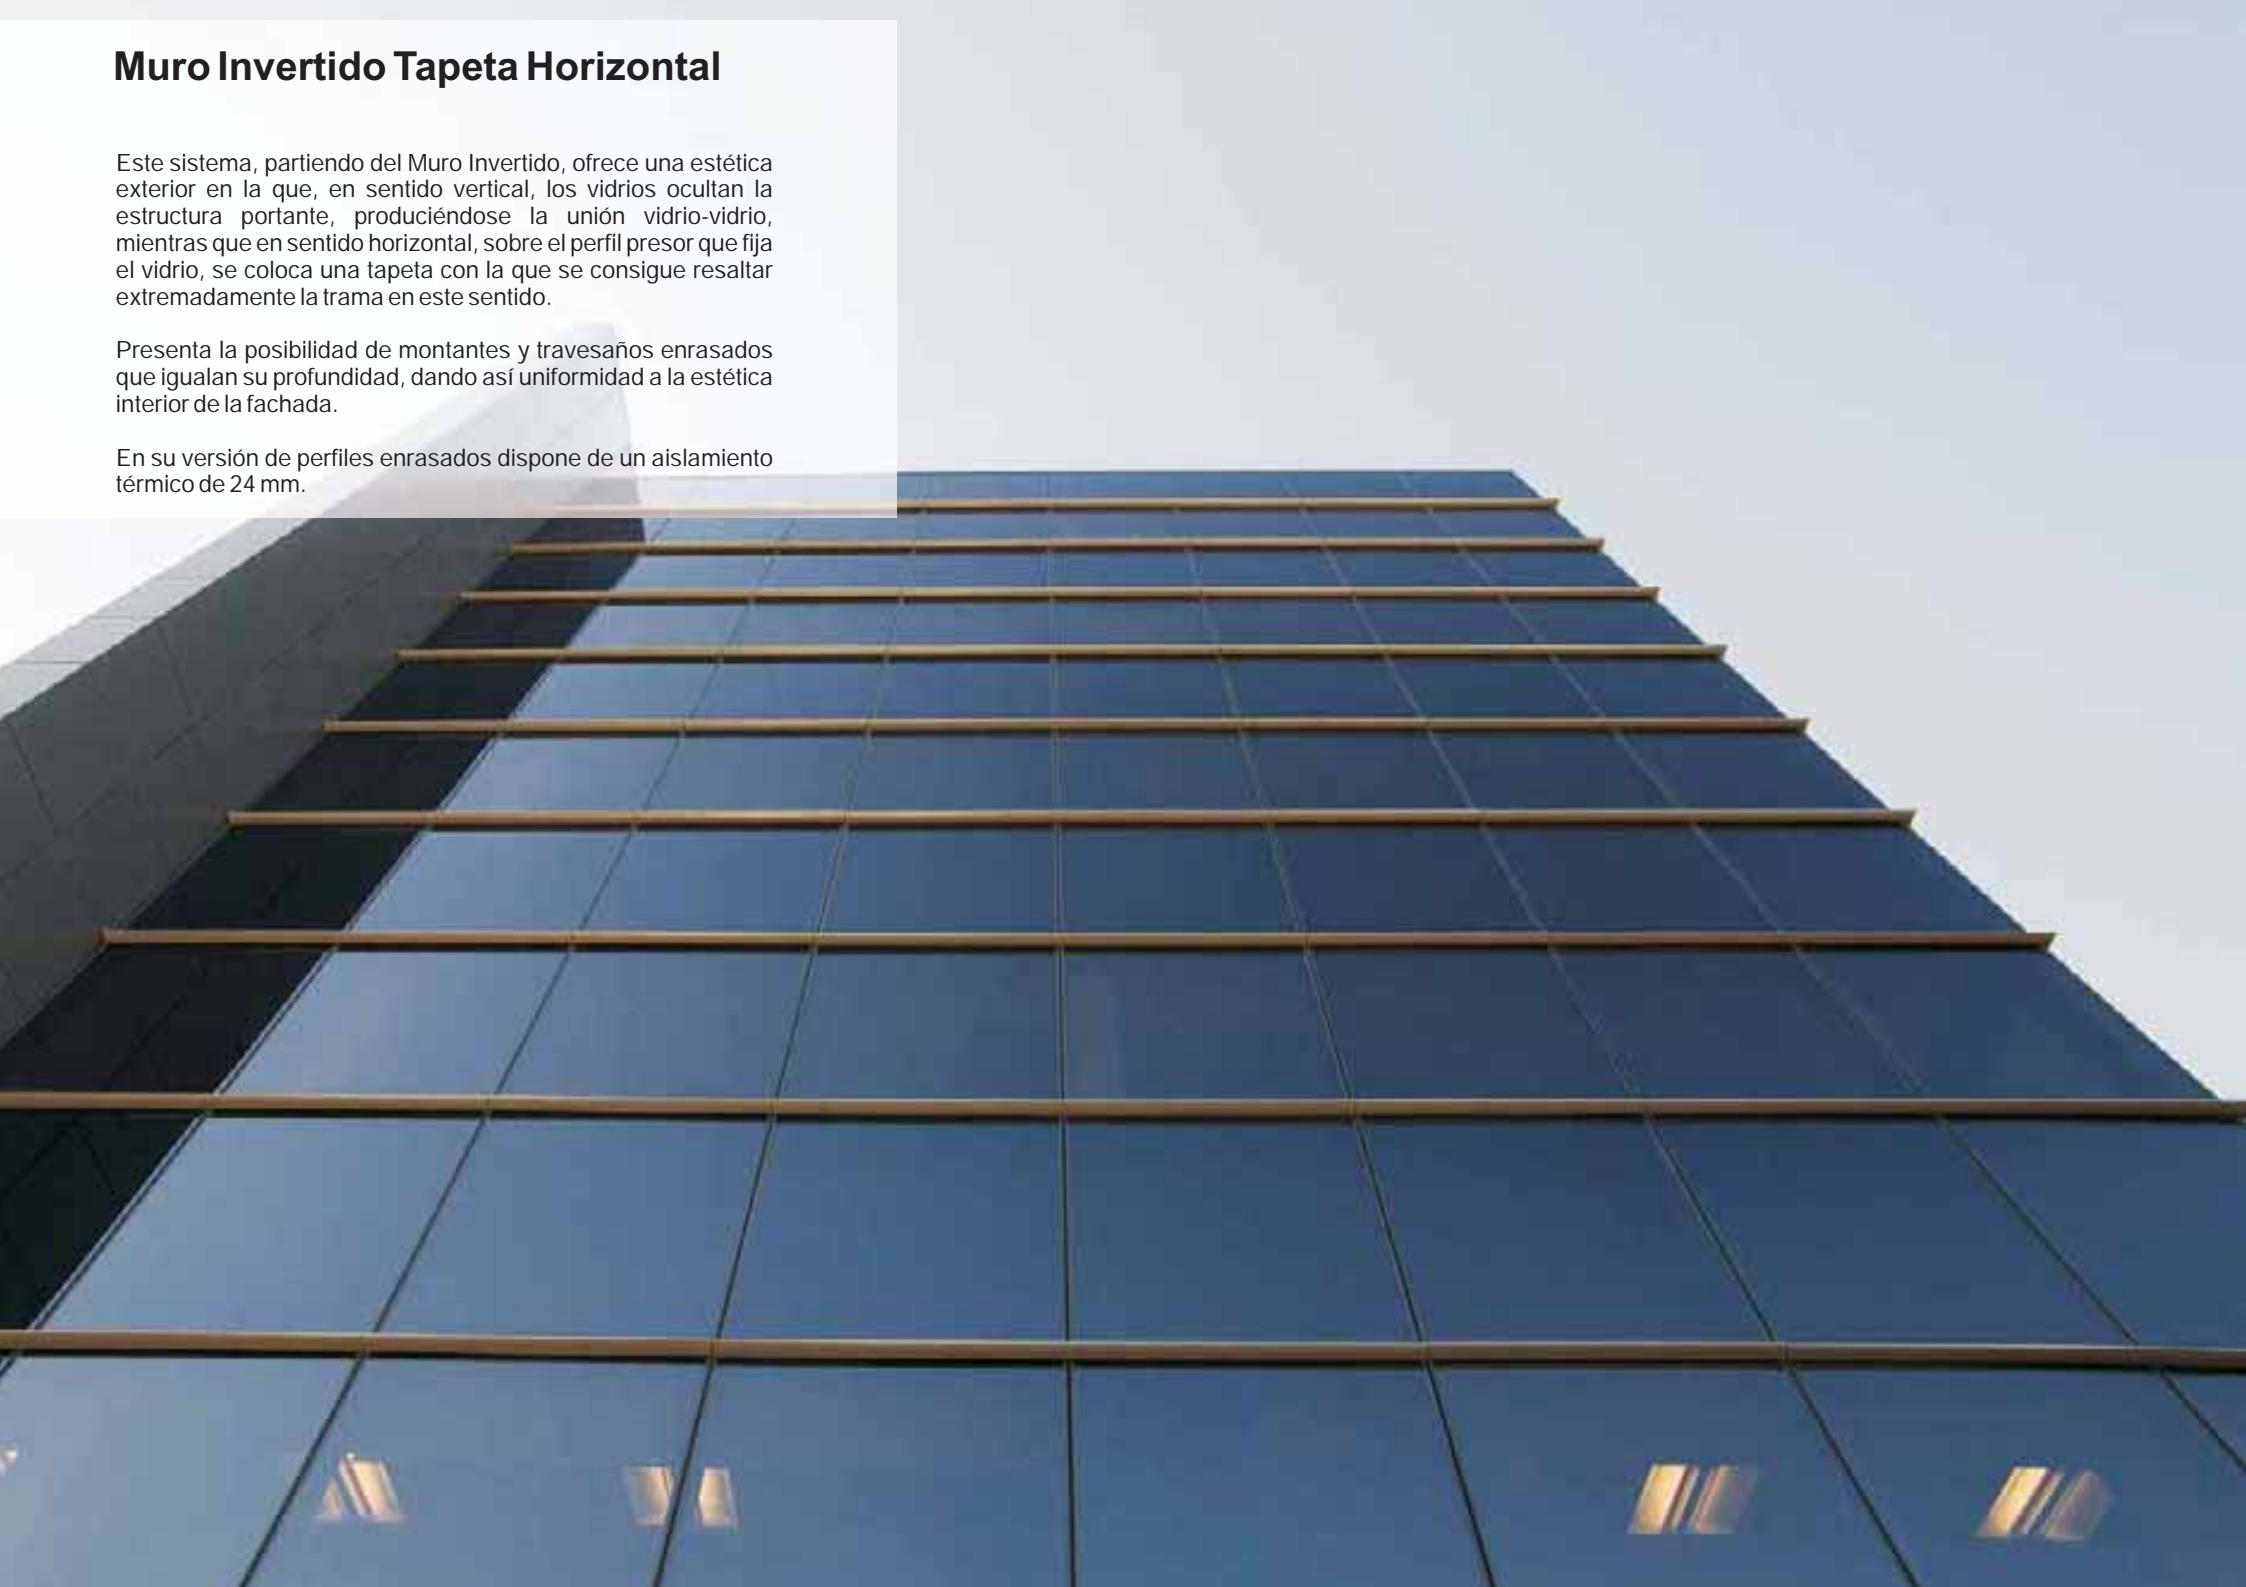 Muro Invertido Tapeta Horizontal
Este sistema, partiendo del Muro Invertido, ofrece una estética
exterior en la que, en sentido vertical, los vidrios ocultan la
estructura portante, produciéndose la unión vidrio-vidrio,
mientras que en sentido horizontal, sobre el perfil presor que fija
el vidrio, se coloca una tapeta con la que se consigue resaltar
extremadamente la trama en este sentido.
Presenta la posibilidad de montantes y travesaños enrasados
que igualan su profundidad, dando así uniformidad a la estética
interior de la fachada.
En su versión de perfiles enrasados dispone de un aislamiento
térmico de 24 mm.